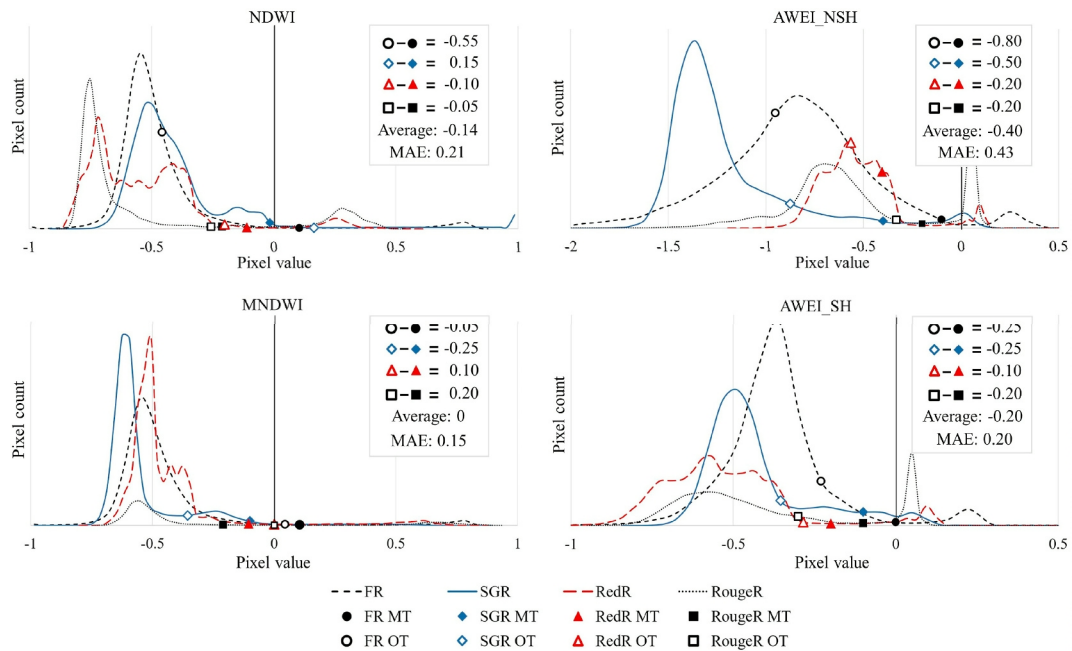 NDWI
Pixel count
= -0.55
= 0.15
= -0.10
= -0.05
Average: -0.14
MAE: 0.21
-1 -0.5 0 0.5 1
Pixel value
AWEI_NSH
Pixel count
= -0.80
= -0.50
= -0.20
= -0.20
Average: -0.40
MAE: 0.43
-2 -1.5 -1 -0.5 0 0.5
Pixel value
MNDWI
Pixel count
= -0.05
= -0.25
= 0.10
= 0.20
Average: 0
MAE: 0.15
-1 -0.5 0 0.5 1
Pixel value
AWEI_SH
Pixel count
= -0.25
= -0.25
= -0.10
= -0.20
Average: -0.20
MAE: 0.20
-1 -0.5 0 0.5
Pixel value
FR SGR RedR RougeR
FR MT SGR MT RedR MT RougeR MT
FR OT SGR OT RedR OT RougeR OT